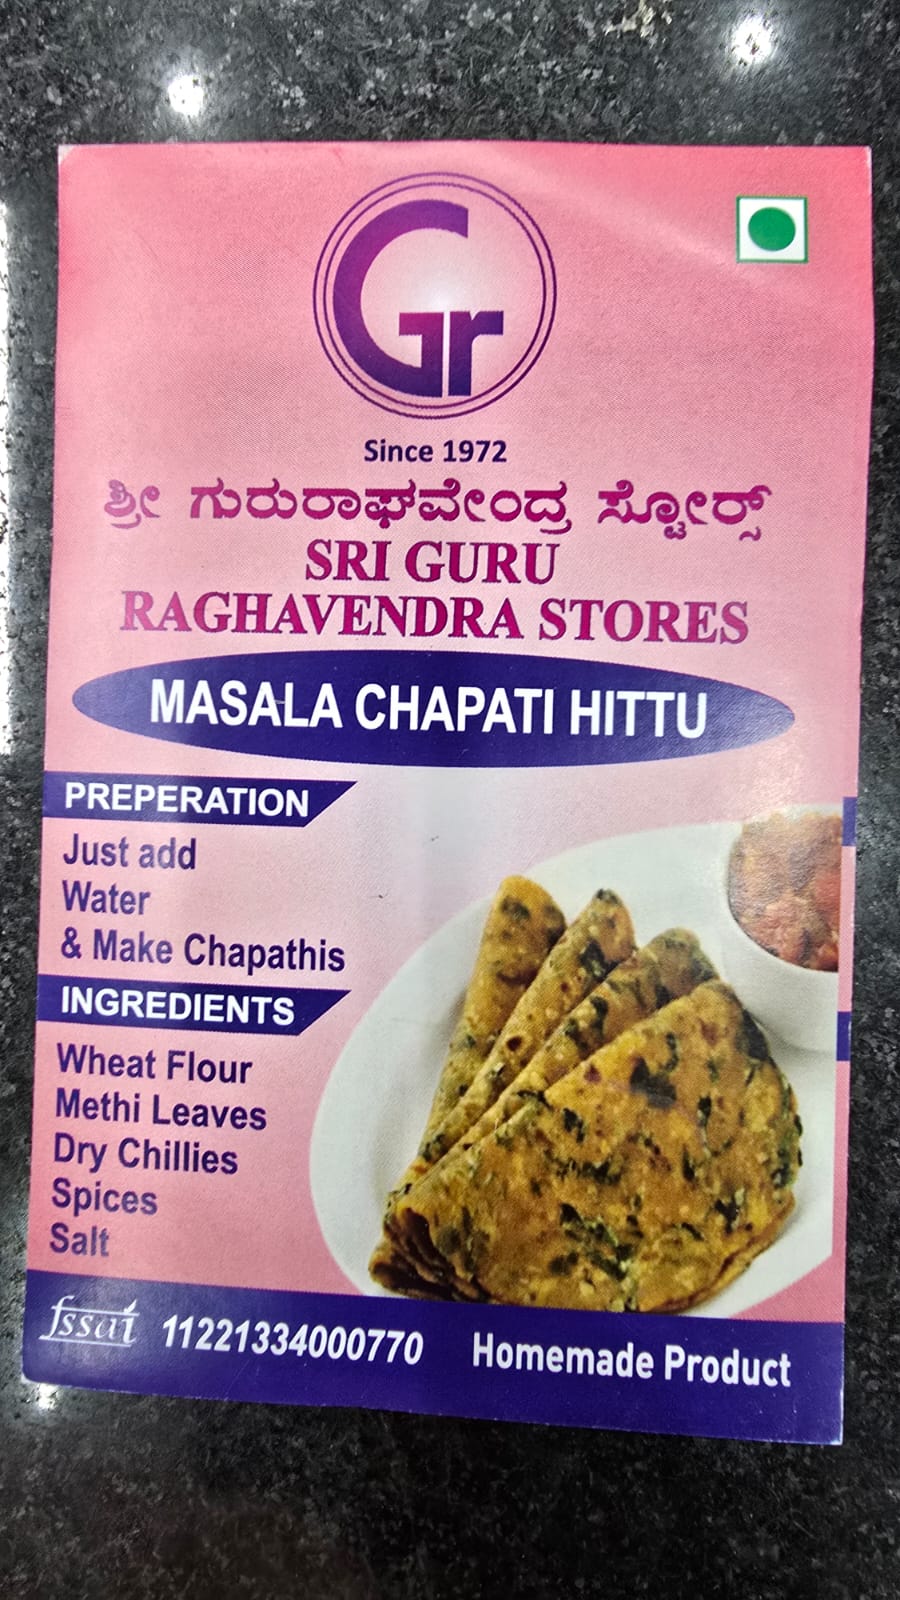 Gr
Since 1972
ಶ್ರೀ ಗುರುರಾಘವೇಂದ್ರ ಸ್ಟೋರ್ಸ್
SRI GURU
RAGHAVENDRA STORES
MASALA CHAPATI HITTU
PREPERATION
Just add
Water
& Make Chapathis
INGREDIENTS
Wheat Flour
Methi Leaves
Dry Chillies
Spices
Salt
fssai 11221334000770 Homemade Product